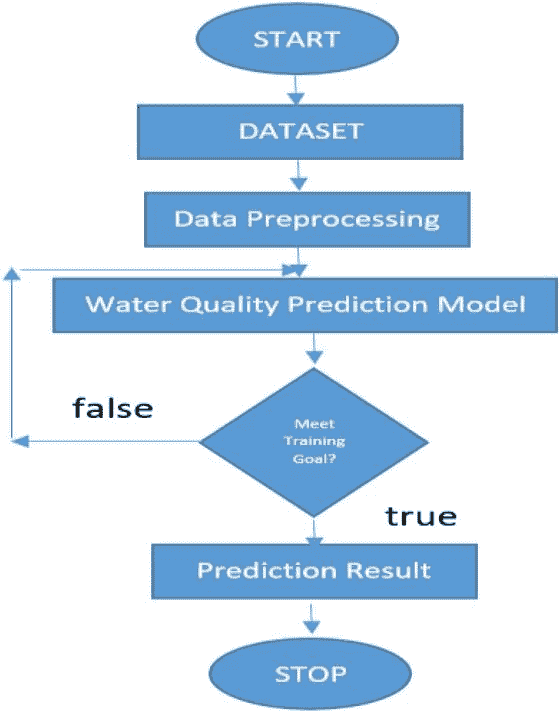 START
DATASET
Data Preprocessing
Water Quality Prediction Model
false
Meet
Training
Goal?
true
Prediction Result
STOP